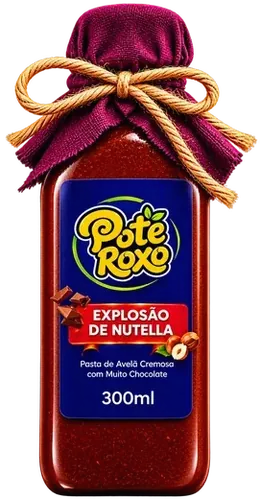 Pote
Roxo
EXPLOSÃO
DE NUTELLA
Pasta de Avelã Cremosa
com Muito Chocolate
300ml